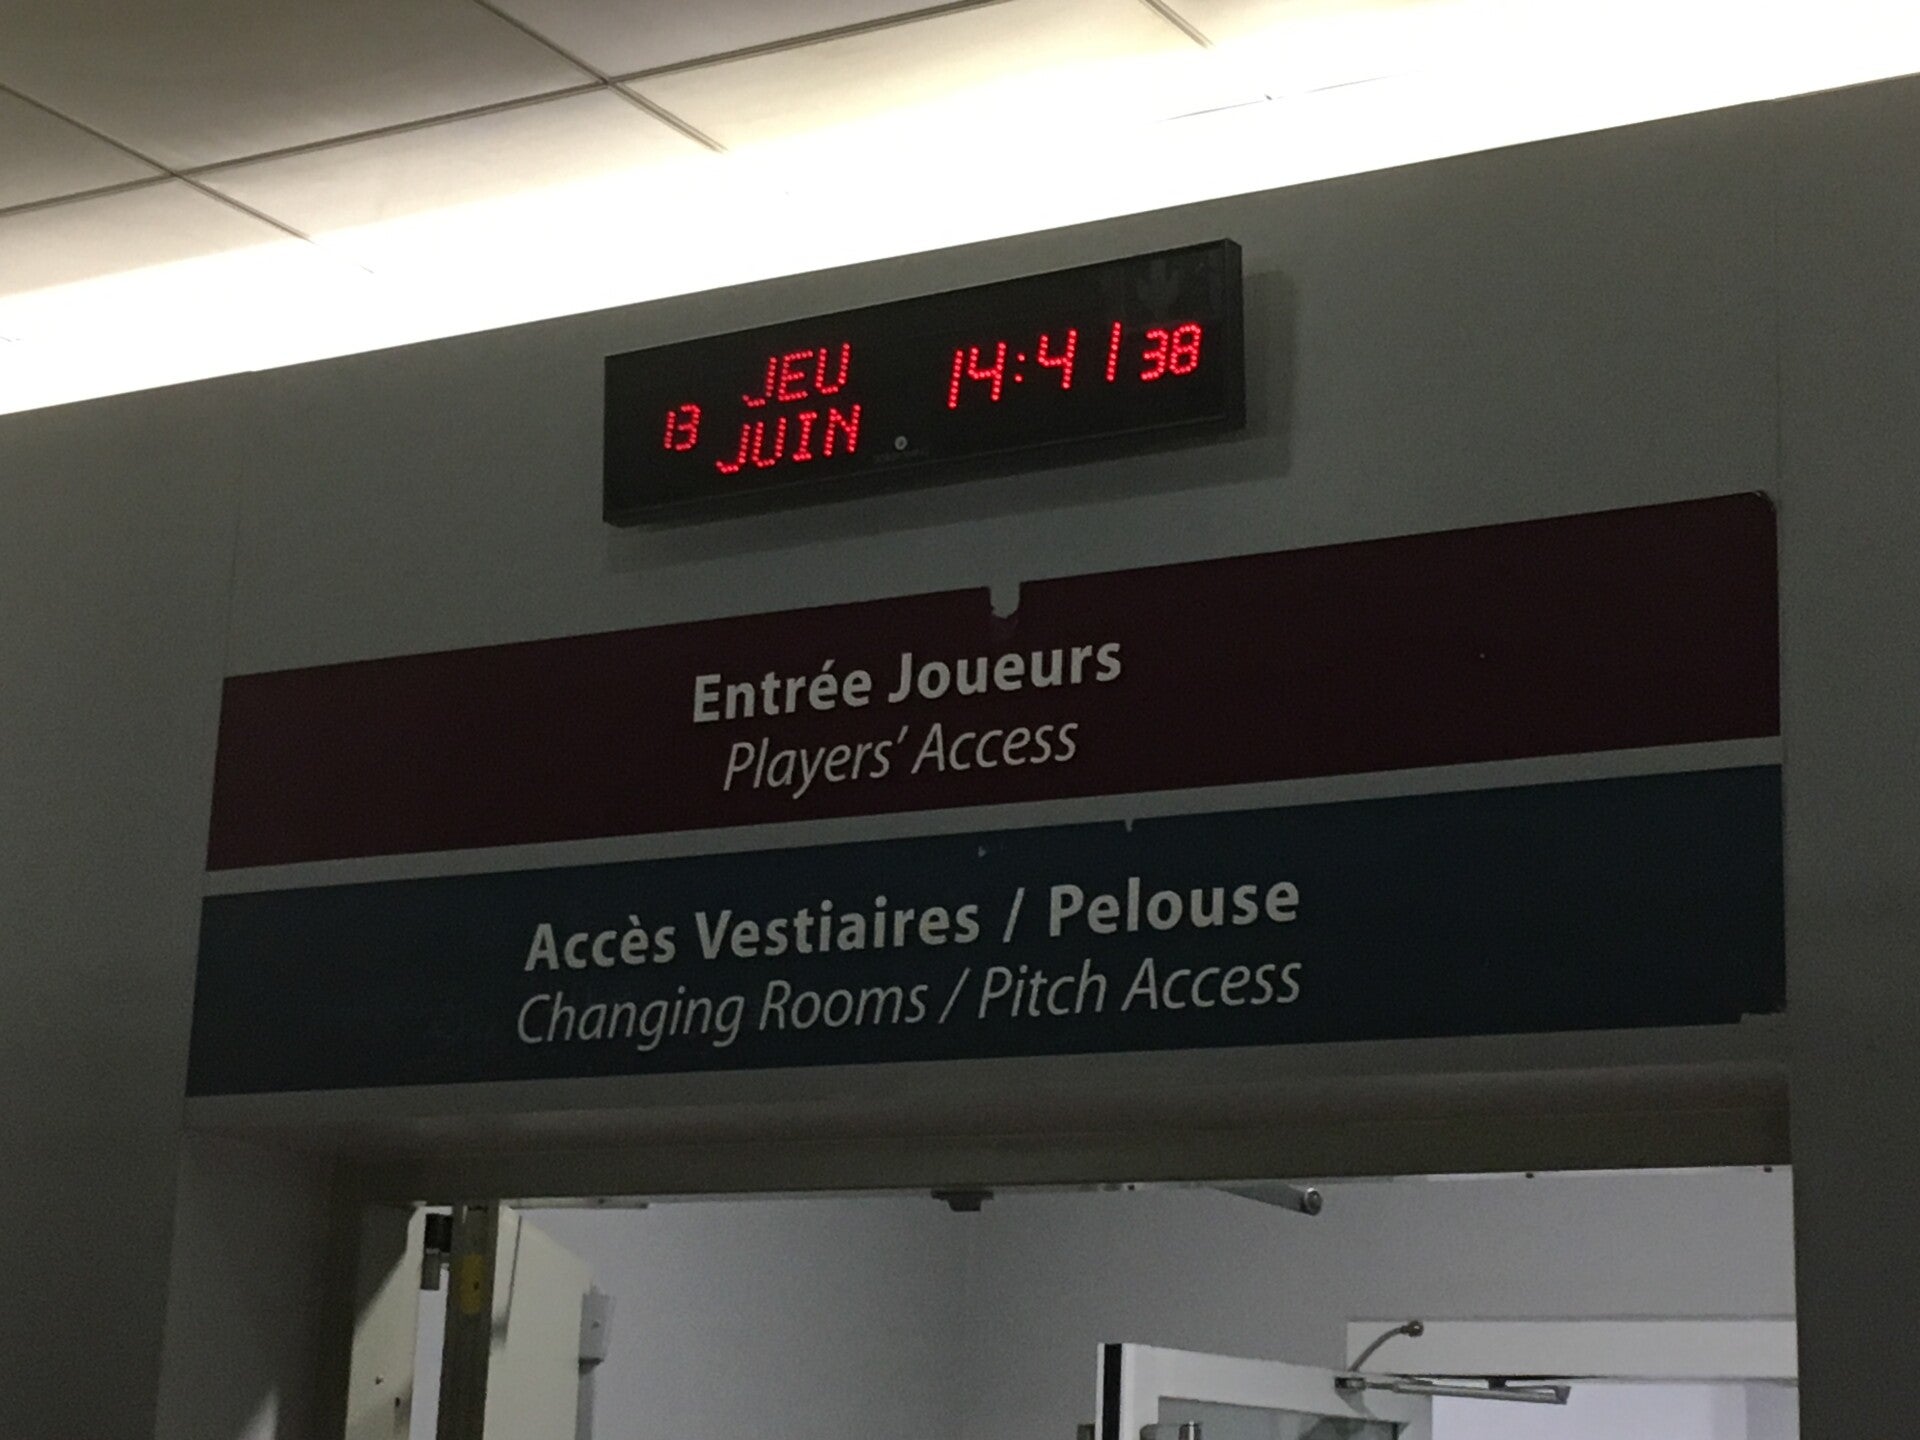 JEU 14:41 38
13 JUIN
Entrée Joueurs
Players' Access
Accès Vestiaires / Pelouse
Changing Rooms / Pitch Access